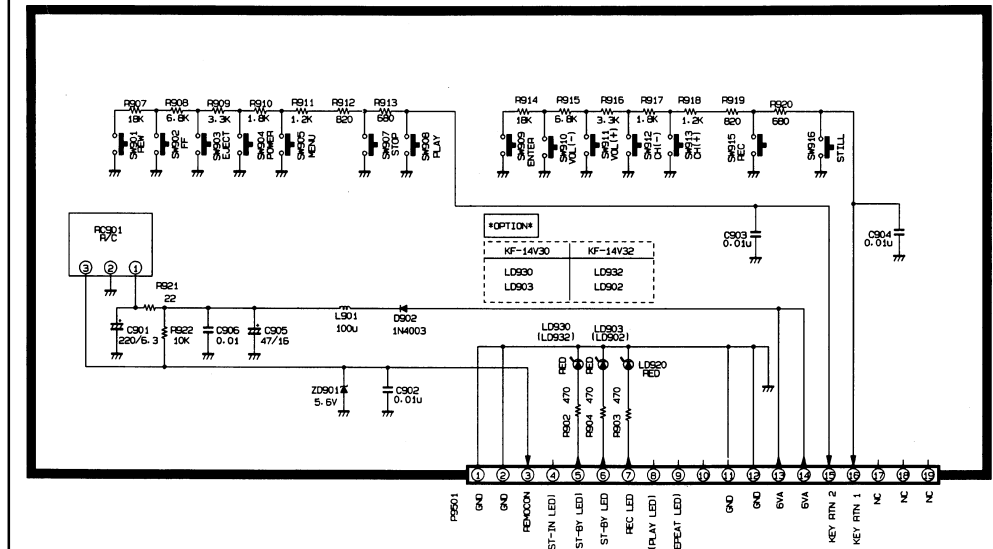 R907 R908 R909 R910 R911 R912 R913
18K 6.8K 3.3K 1.8K 1.2K 820 680
SW901 REW
SW902 FF
SW903 EJECT
SW904 POWER
SW905 MENU
SW907 STOP
SW908 PLAY
R914 R915 R916 R917 R918 R919 R920
18K 6.8K 3.3K 1.8K 1.2K 820 680
SW909 ENTER
SW910 VOL(-)
SW911 VOL(+)
SW912 CH(-)
SW913 CH(+)
SW915 REC
SW916 STILL
RC901
R/C
3 2 1
*OPTION*
KF-14V30 KF-14V32
LD930 LD932
LD903 LD902
C903
0.01u
C904
0.01u
R921
22
C901
220/6.3
R922
10K
C906
0.01
C905
47/16
L901
100u
D902
1N4003
LD930
(LD932)
LD903
(LD902)
RED
RED
LD920
RED
ZD901
5.6V
C902
0.01u
R902 470
R904 470
R903 470
P9501
1 2 3 4 5 6 7 8 9 10 11 12 13 14 15 16 17 18 19
GND
GND
REMOCON
ST-IN LED)
ST-BY LED)
ST-BY LED
REC LED
(PLAY LED)
EPEAT LED)
GND
GND
6VA
6VA
KEY RTN 2
KEY RTN 1
NC
NC
NC